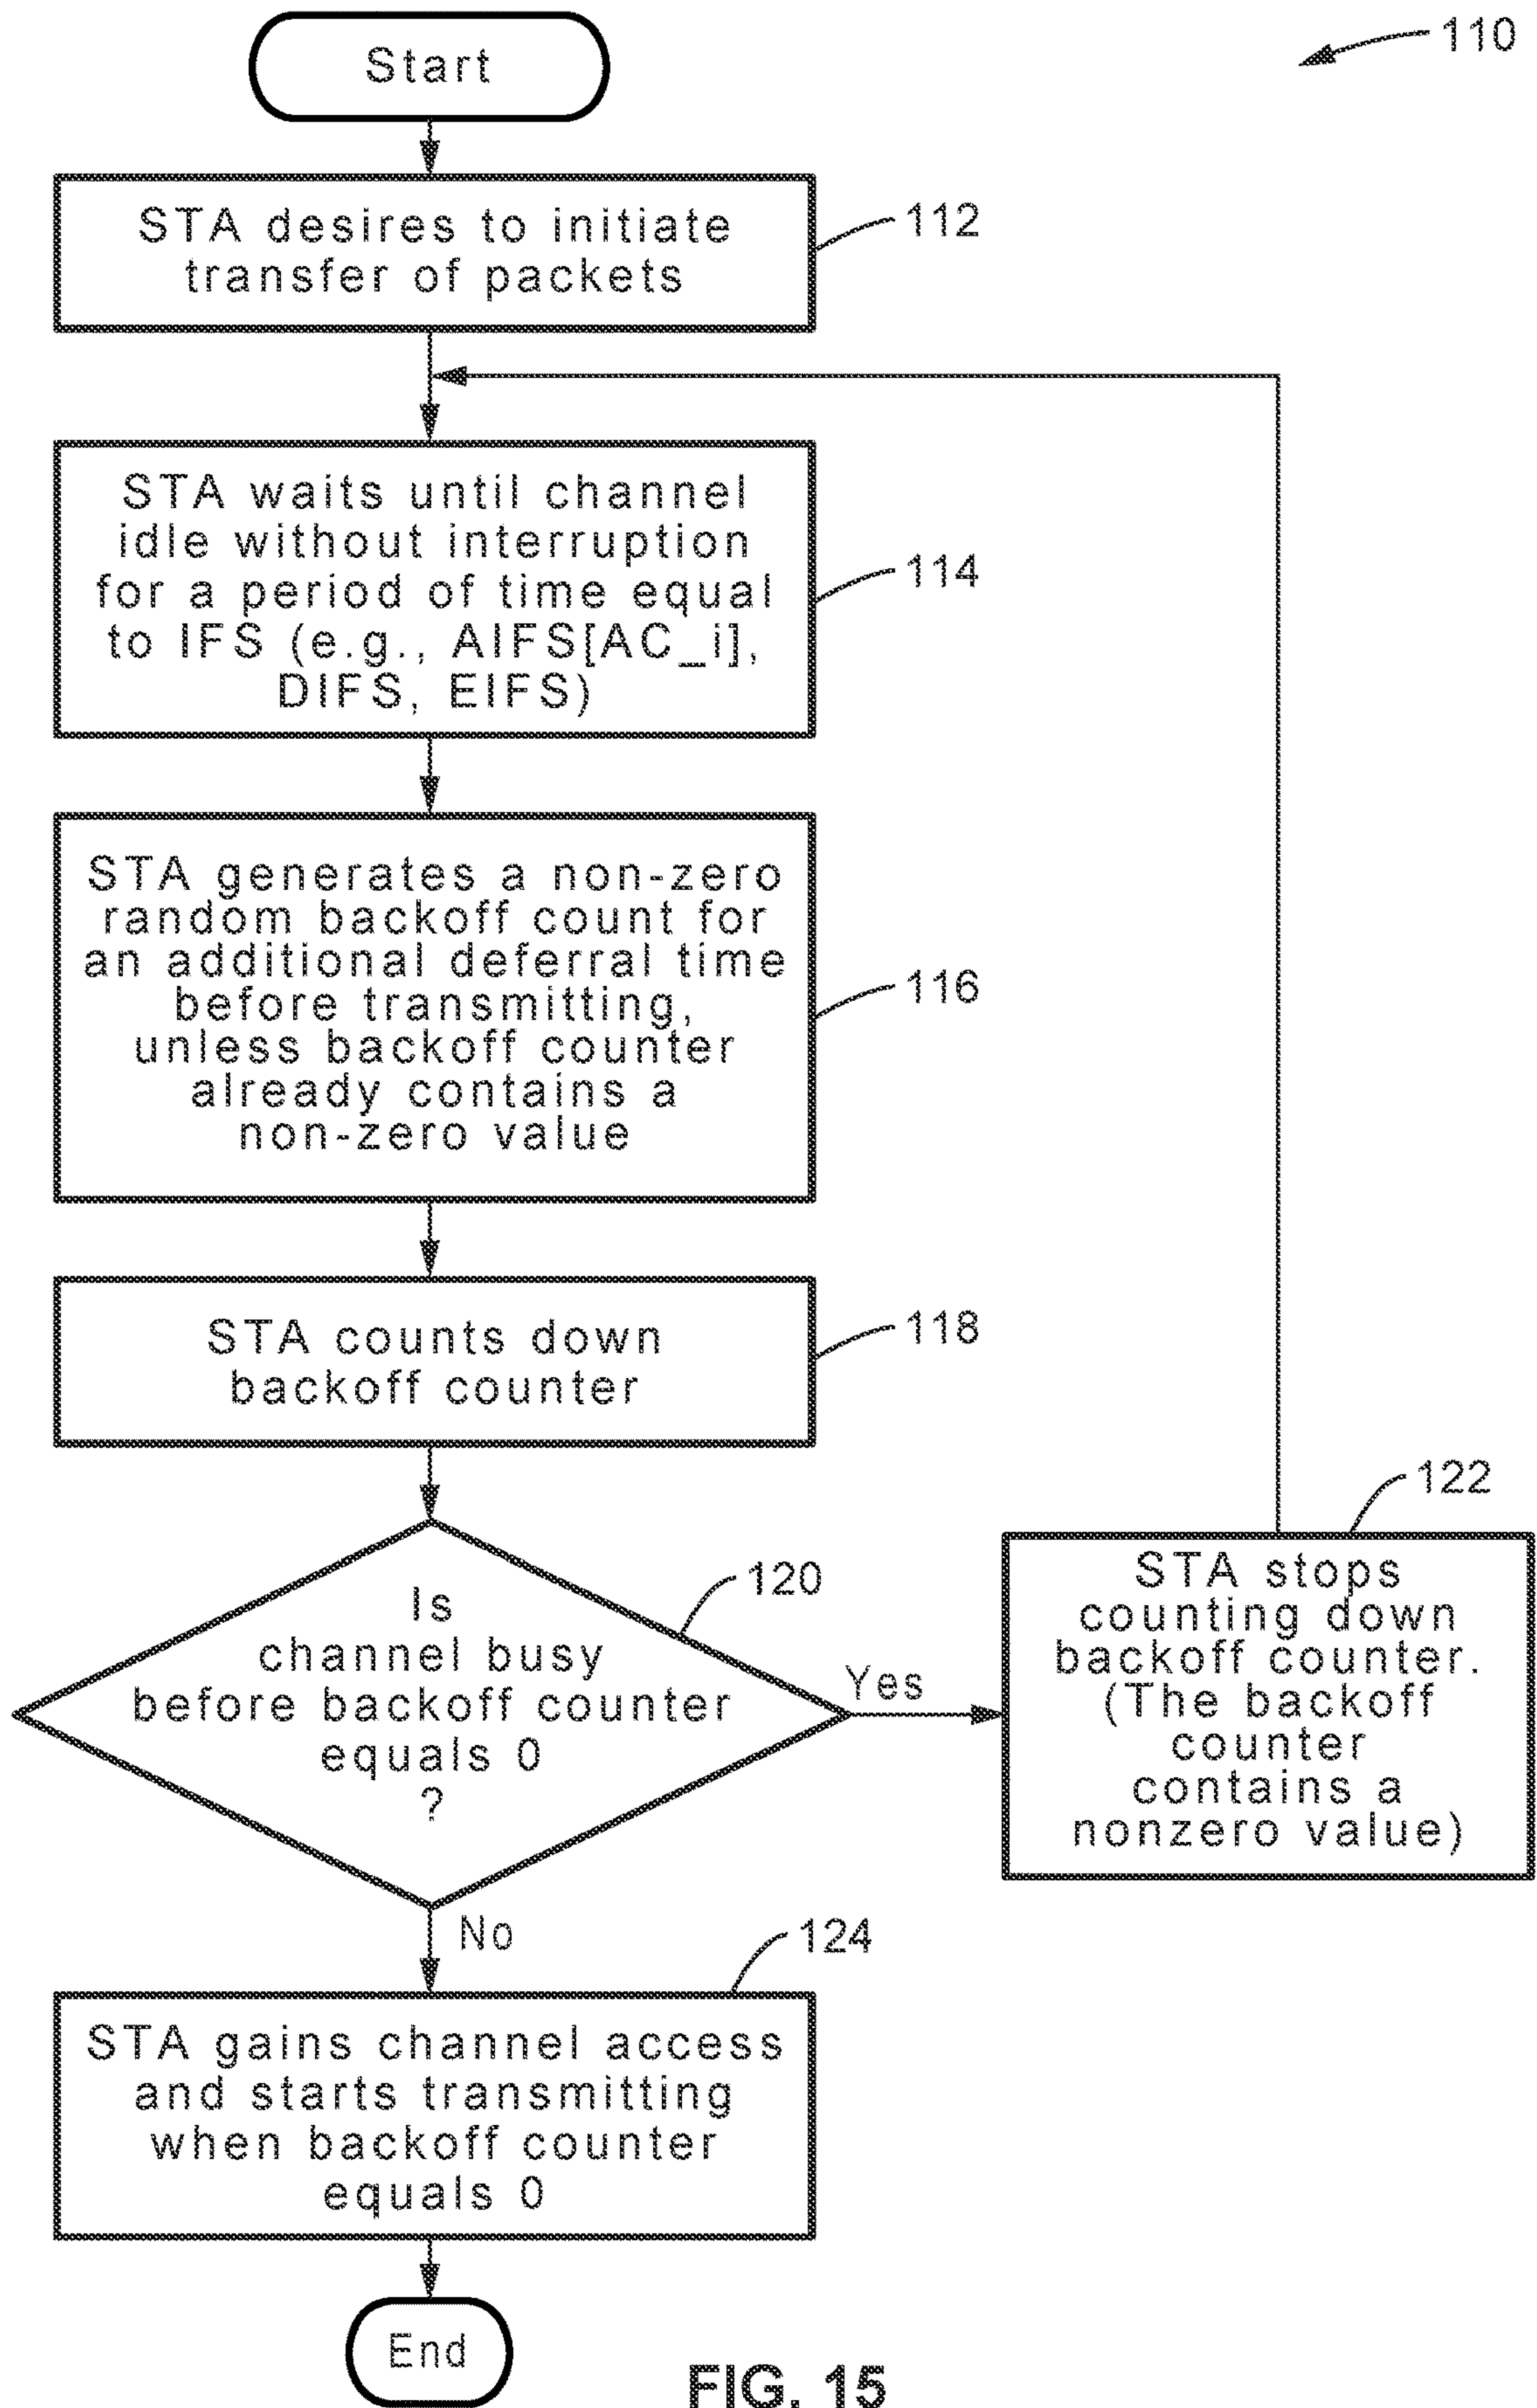 Start
110
STA desires to initiate
transfer of packets
112
STA waits until channel
idle without interruption
for a period of time equal
to IFS (e.g., AIFS[AC_i],
DIFS, EIFS)
114
STA generates a non-zero
random backoff count for
an additional deferral time
before transmitting,
unless backoff counter
already contains a
non-zero value
116
STA counts down
backoff counter
118
Is
channel busy
before backoff counter
equals 0
?
120
Yes
122
STA stops
counting down
backoff counter.
(The backoff
counter
contains a
nonzero value)
No
124
STA gains channel access
and starts transmitting
when backoff counter
equals 0
End
FIG. 15